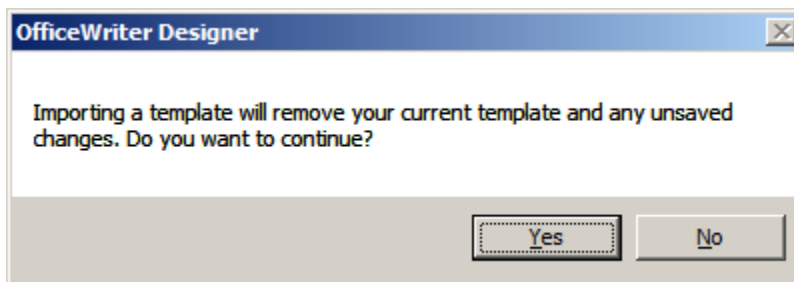 OfficeWriter Designer
Importing a template will remove your current template and any unsaved
changes. Do you want to continue?
Yes
No